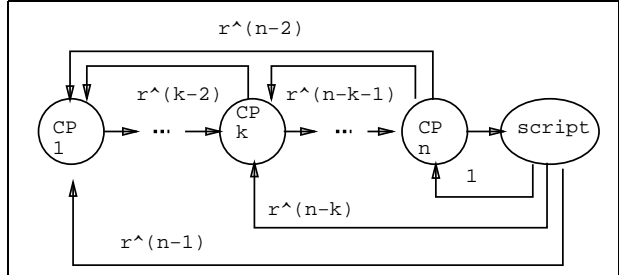 r^(n-2)
r^(k-2)
r^(n-k-1)
CP
1
...
CP
k
...
CP
n
script
1
r^(n-k)
r^(n-1)